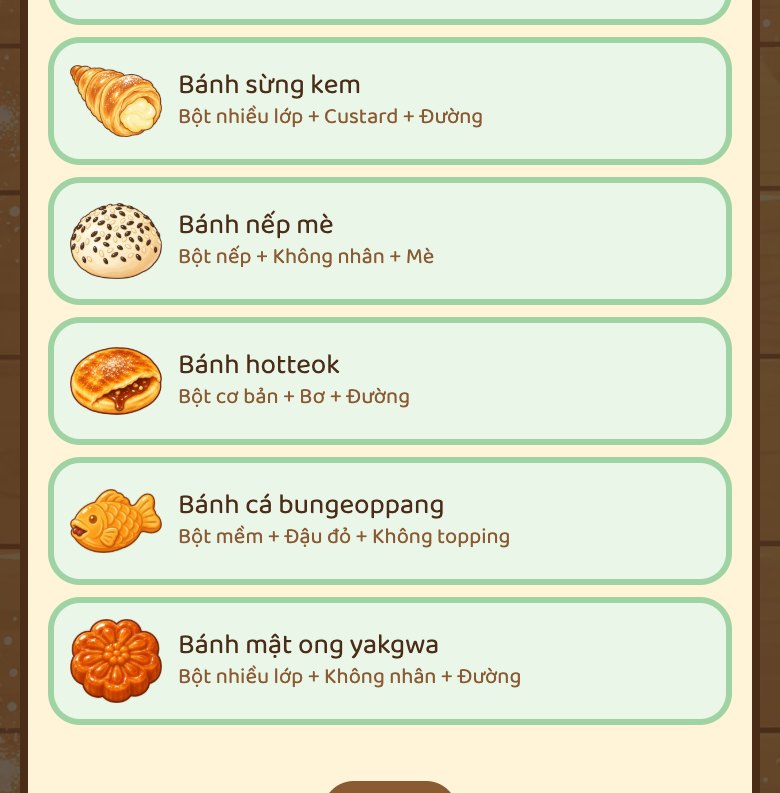 Bánh sừng kem
Bột nhiều lớp + Custard + Đường
Bánh nếp mè
Bột nếp + Không nhân + Mè
Bánh hotteok
Bột cơ bản + Bơ + Đường
Bánh cá bungeoppang
Bột mềm + Đậu đỏ + Không topping
Bánh mật ong yakgwa
Bột nhiều lớp + Không nhân + Đường